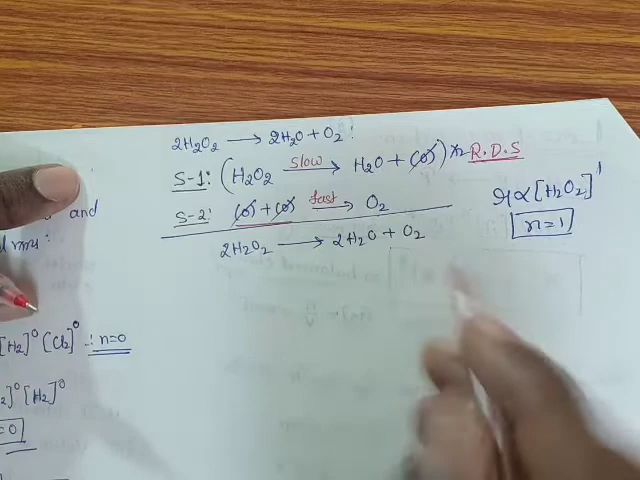 2H₂O₂ → 2H₂O + O₂ :
S-1: (H₂O₂ slow → H₂O + (O)) x2 R.D.S
S-2: (O) + (O) fast → O₂
2H₂O₂ → 2H₂O + O₂
r ∝ [H₂O₂]¹
n = 1
and
[H₂]⁰ [Cl₂]⁰ ∴ n=0
]⁰ [H₂]⁰
= 0